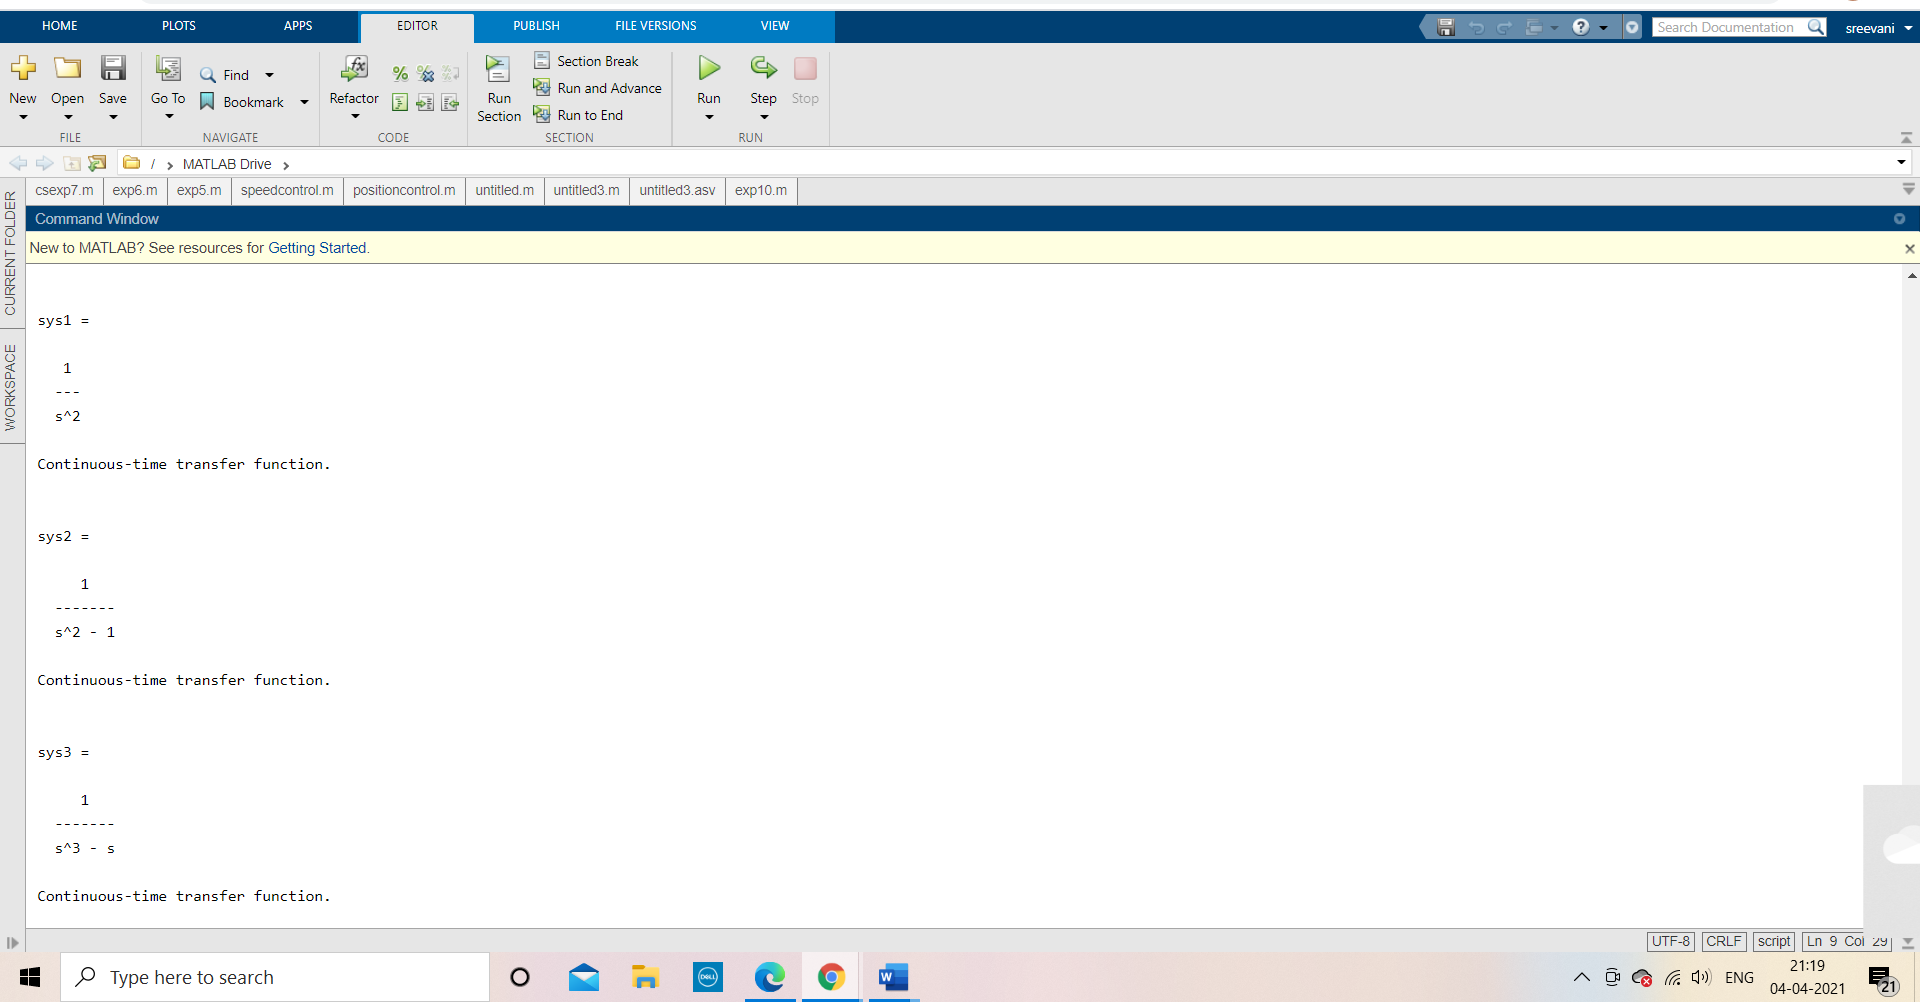 HOME PLOTS APPS EDITOR PUBLISH FILE VERSIONS VIEW Search Documentation sreevani
New Open Save Go To Find Bookmark Refactor Run Section Section Break Run and Advance Run to End Run Step Stop
FILE NAVIGATE CODE SECTION RUN
/ › MATLAB Drive ›
csexp7.m exp6.m exp5.m speedcontrol.m positioncontrol.m untitled.m untitled3.m untitled3.asv exp10.m
CURRENT FOLDER
WORKSPACE
Command Window
New to MATLAB? See resources for Getting Started.
sys1 =
1
---
s^2
Continuous-time transfer function.
sys2 =
1
-------
s^2 - 1
Continuous-time transfer function.
sys3 =
1
-------
s^3 - s
Continuous-time transfer function.
UTF-8 CRLF script Ln 9 Col 29
Type here to search DELL W ENG 21:19
04-04-2021 21